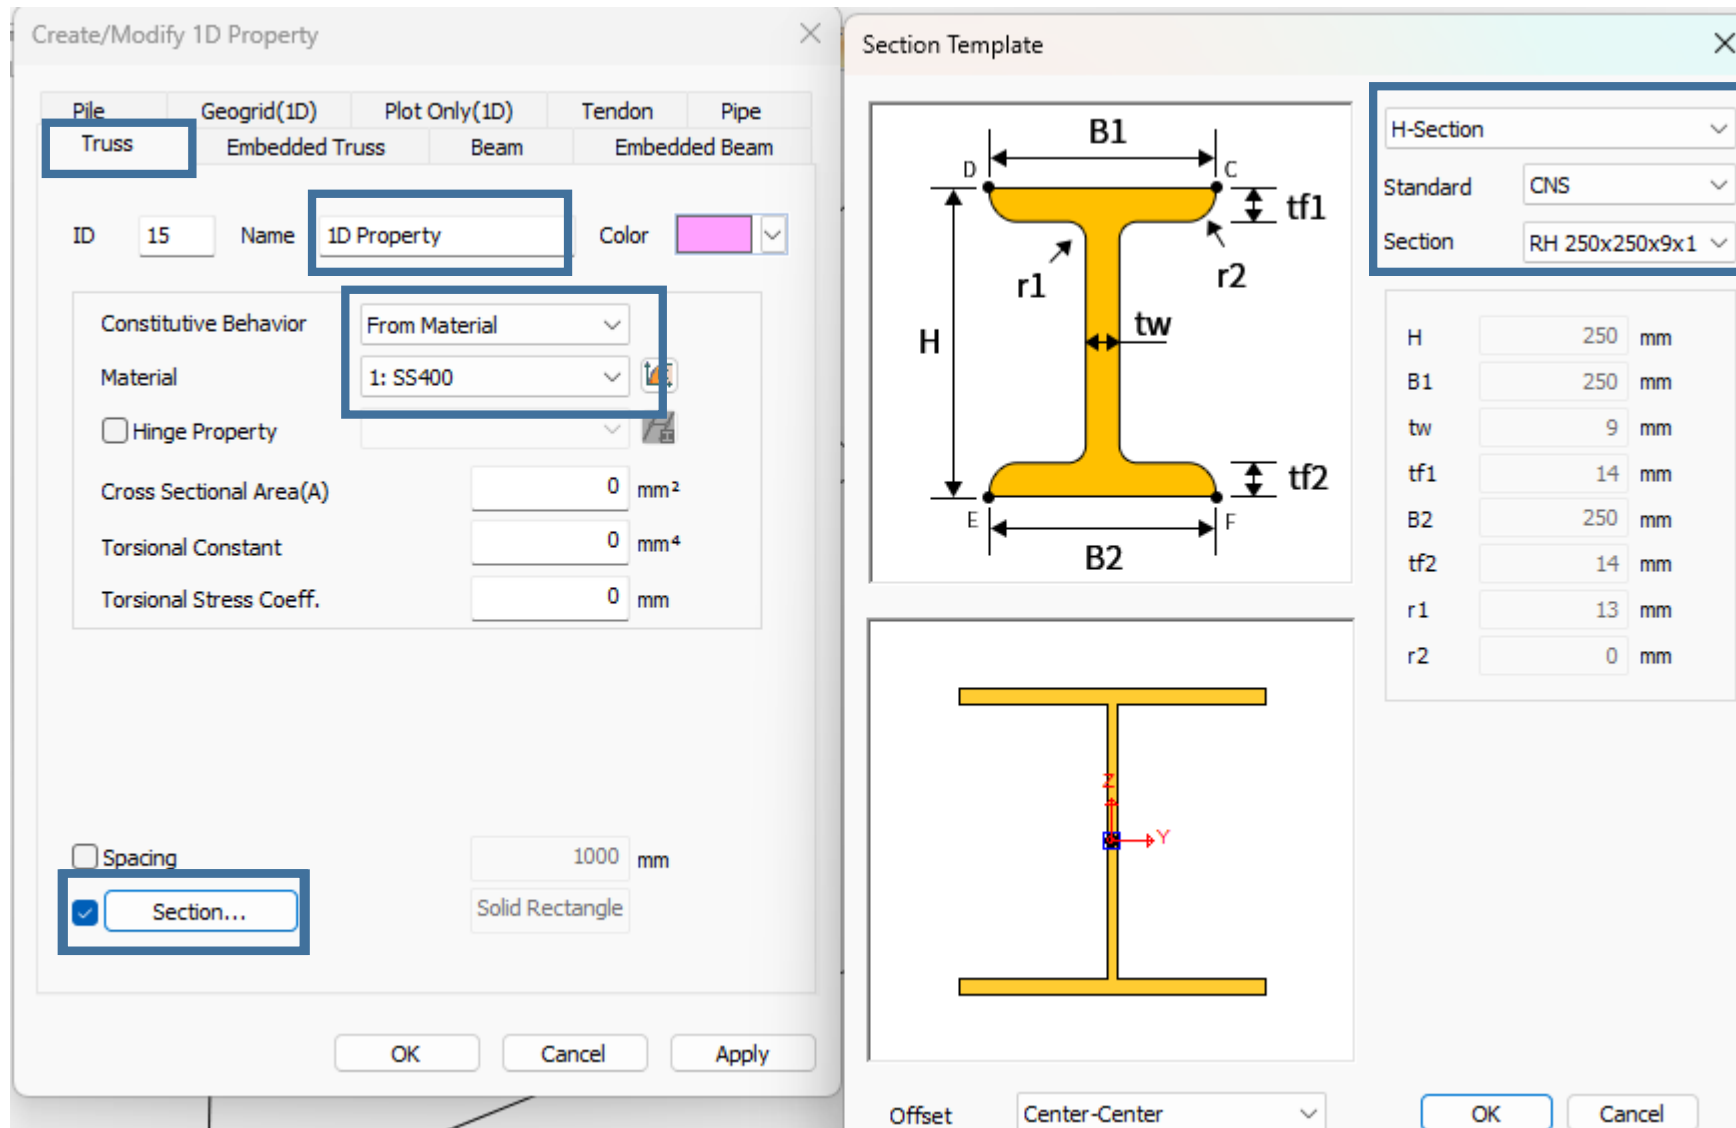 Create/Modify 1D Property
Pile Geogrid(1D) Plot Only(1D) Tendon Pipe
Truss Embedded Truss Beam Embedded Beam
ID 15 Name 1D Property Color
Constitutive Behavior From Material
Material 1: SS400
Hinge Property
Cross Sectional Area(A) 0 mm²
Torsional Constant 0 mm⁴
Torsional Stress Coeff. 0 mm
Spacing 1000 mm
Section... Solid Rectangle
OK Cancel Apply
Section Template
B1
D C
tf1
r1 r2
H tw
tf2
E F
B2
Z
Y
Offset Center-Center
H-Section
Standard CNS
Section RH 250x250x9x1
H 250 mm
B1 250 mm
tw 9 mm
tf1 14 mm
B2 250 mm
tf2 14 mm
r1 13 mm
r2 0 mm
OK Cancel